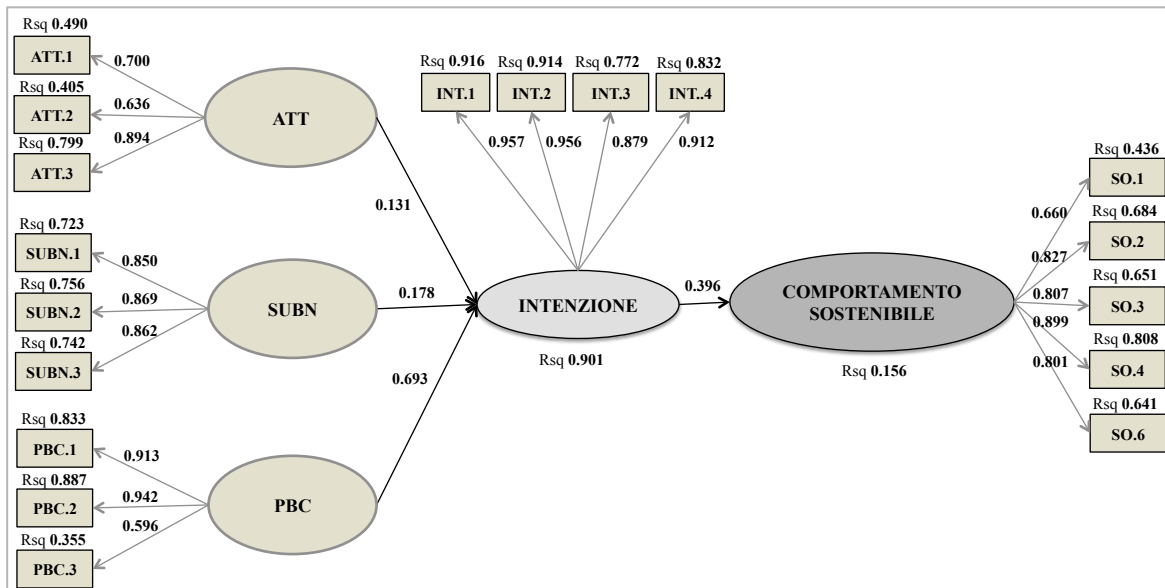 Rsq 0.490
ATT.1
0.700
Rsq 0.405
ATT.2
0.636
Rsq 0.799
ATT.3
0.894
ATT
0.131
Rsq 0.723
SUBN.1
0.850
Rsq 0.756
SUBN.2
0.869
Rsq 0.742
SUBN.3
0.862
SUBN
0.178
Rsq 0.833
PBC.1
0.913
Rsq 0.887
PBC.2
0.942
Rsq 0.355
PBC.3
0.596
PBC
0.693
Rsq 0.916
Rsq 0.914
Rsq 0.772
Rsq 0.832
INT.1
INT.2
INT.3
INT..4
0.957
0.956
0.879
0.912
INTENZIONE
Rsq 0.901
0.396
COMPORTAMENTO
SOSTENIBILE
Rsq 0.156
Rsq 0.436
SO.1
0.660
Rsq 0.684
SO.2
0.827
Rsq 0.651
SO.3
0.807
Rsq 0.808
SO.4
0.899
Rsq 0.641
SO.6
0.801